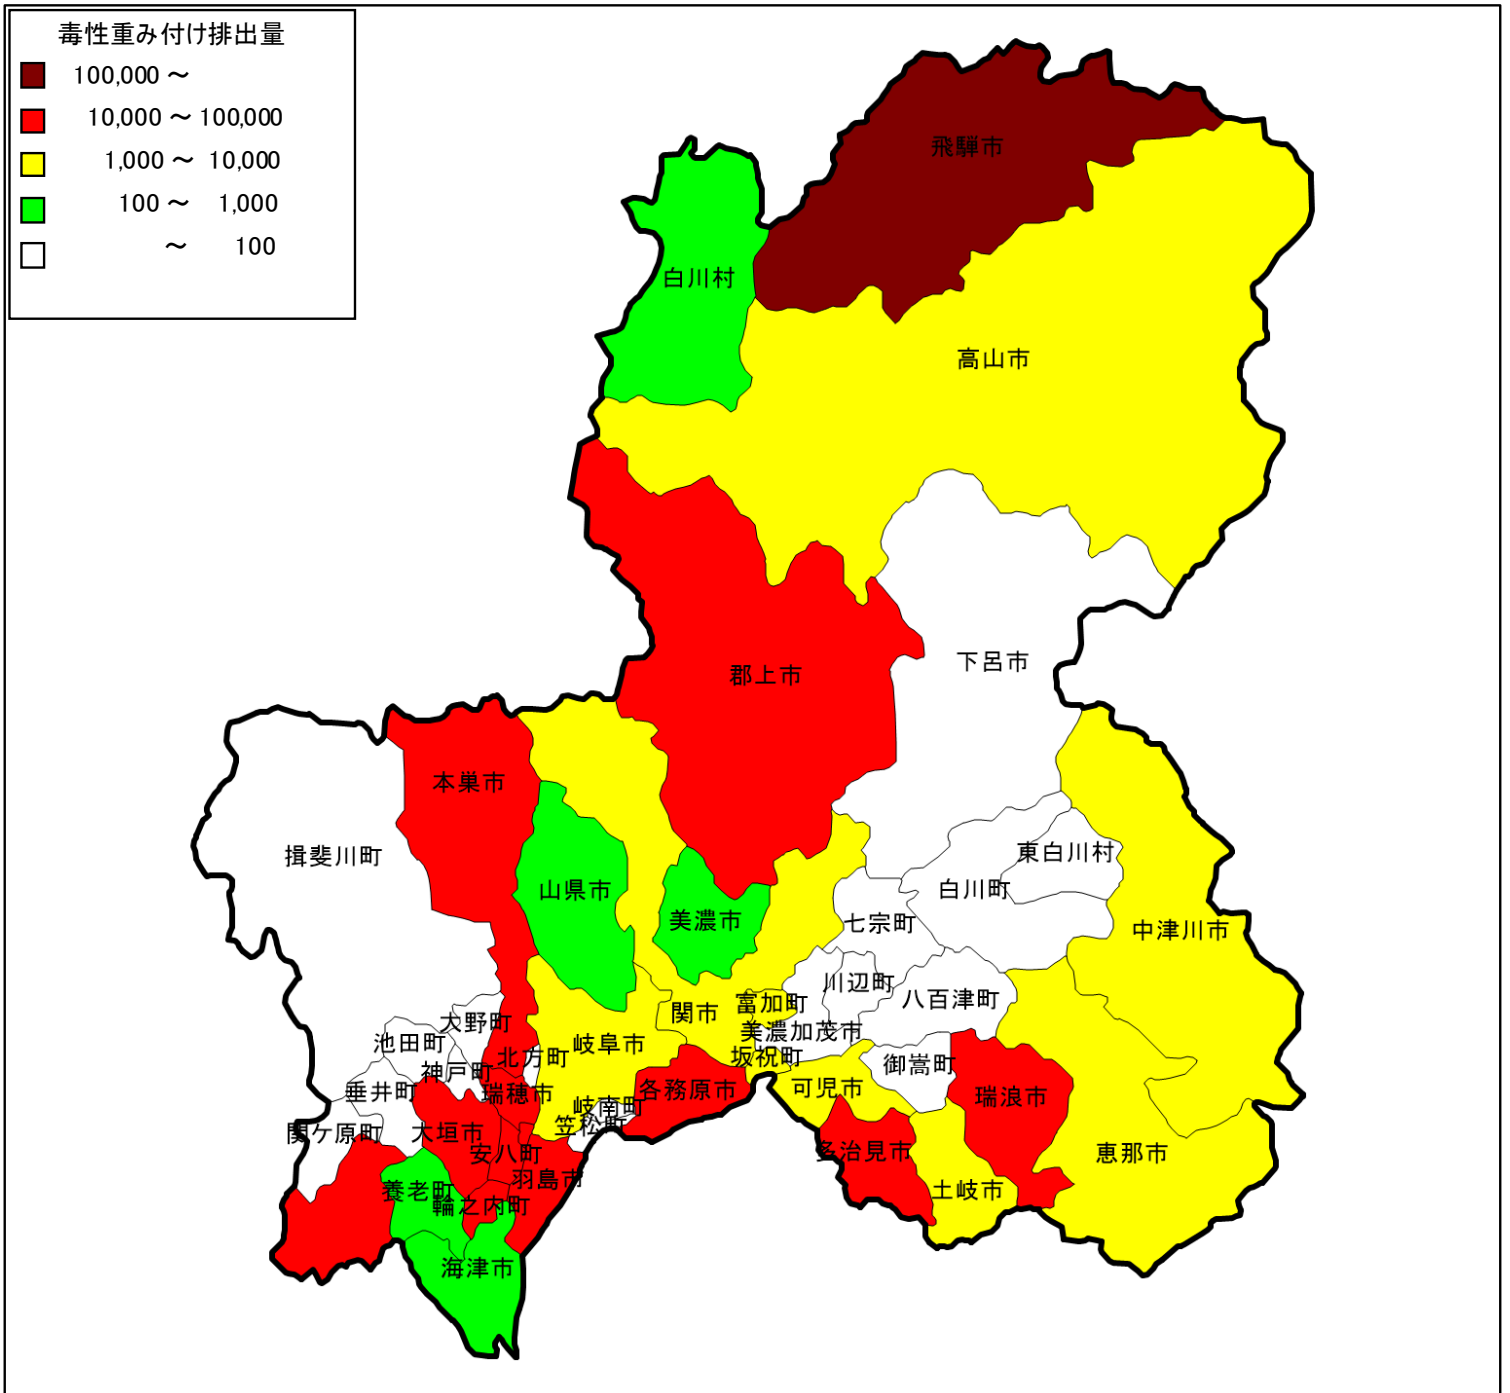 毒性重み付け排出量
100,000 ～
10,000 ～ 100,000
1,000 ～ 10,000
100 ～ 1,000
～ 100
飛騨市
白川村
高山市
下呂市
郡上市
本巣市
揖斐川町
山県市
美濃市
東白川村
白川町
七宗町
中津川市
川辺町
八百津町
富加町
関市
大野町
池田町
岐阜市
美濃加茂市
北方町
神戸町
坂祝町
御嵩町
垂井町
瑞穂市
各務原市
可児市
瑞浪市
岐南町
笠松町
関ケ原町
大垣市
安八町
多治見市
恵那市
羽島市
養老町
土岐市
輪之内町
海津市